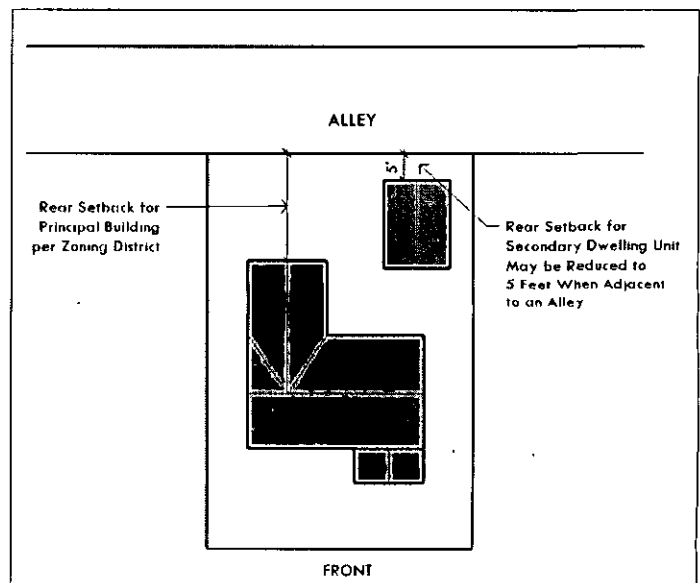 ALLEY
5'
Rear Setback for
Principal Building
per Zoning District
Rear Setback for
Secondary Dwelling Unit
May be Reduced to
5 Feet When Adjacent
to an Alley
FRONT